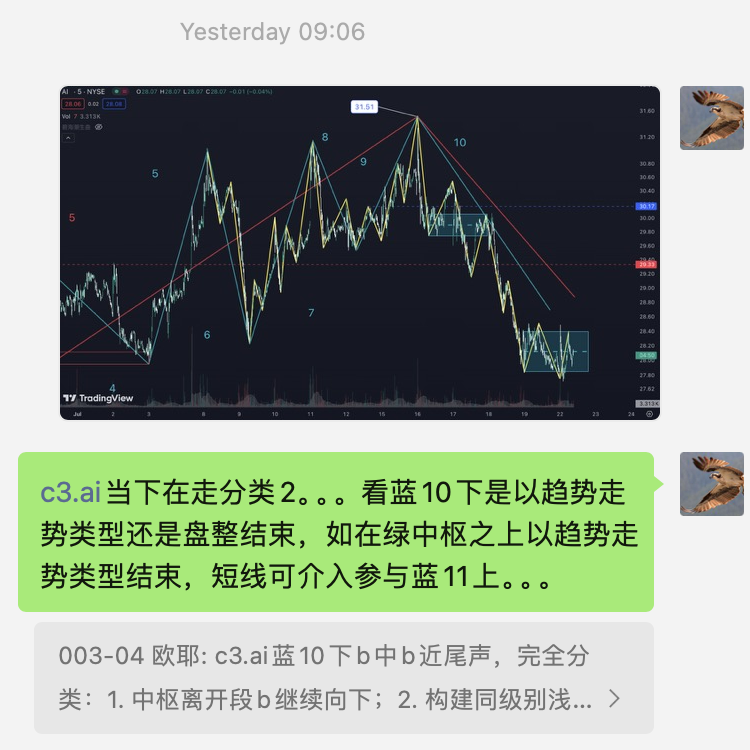 Yesterday 09:06
AI · 5 · NYSE O28.07 H28.07 L28.07 C28.07 −0.01 (−0.04%)
28.06 0.02 28.08
Vol 7 3.313K
31.51
31.60
31.20
30.80
30.60
30.40
30.17
30.00
29.80
29.60
29.40
29.33
29.20
29.00
28.80
28.60
28.40
28.20
28.00
27.80
27.62
3.313K
5
5
8
9
10
6
7
4
TradingView
Jul 2 3 8 9 10 11 12 15 16 17 18 19 22 23 24
c3.ai当下在走分类2。。。看蓝10下是以趋势走
势类型还是盘整结束，如在绿中枢之上以趋势走
势类型结束，短线可介入参与蓝11上。。。
003-04 欧耶: c3.ai蓝10下b中b近尾声，完全分
类：1. 中枢离开段b继续向下；2. 构建同级别浅...